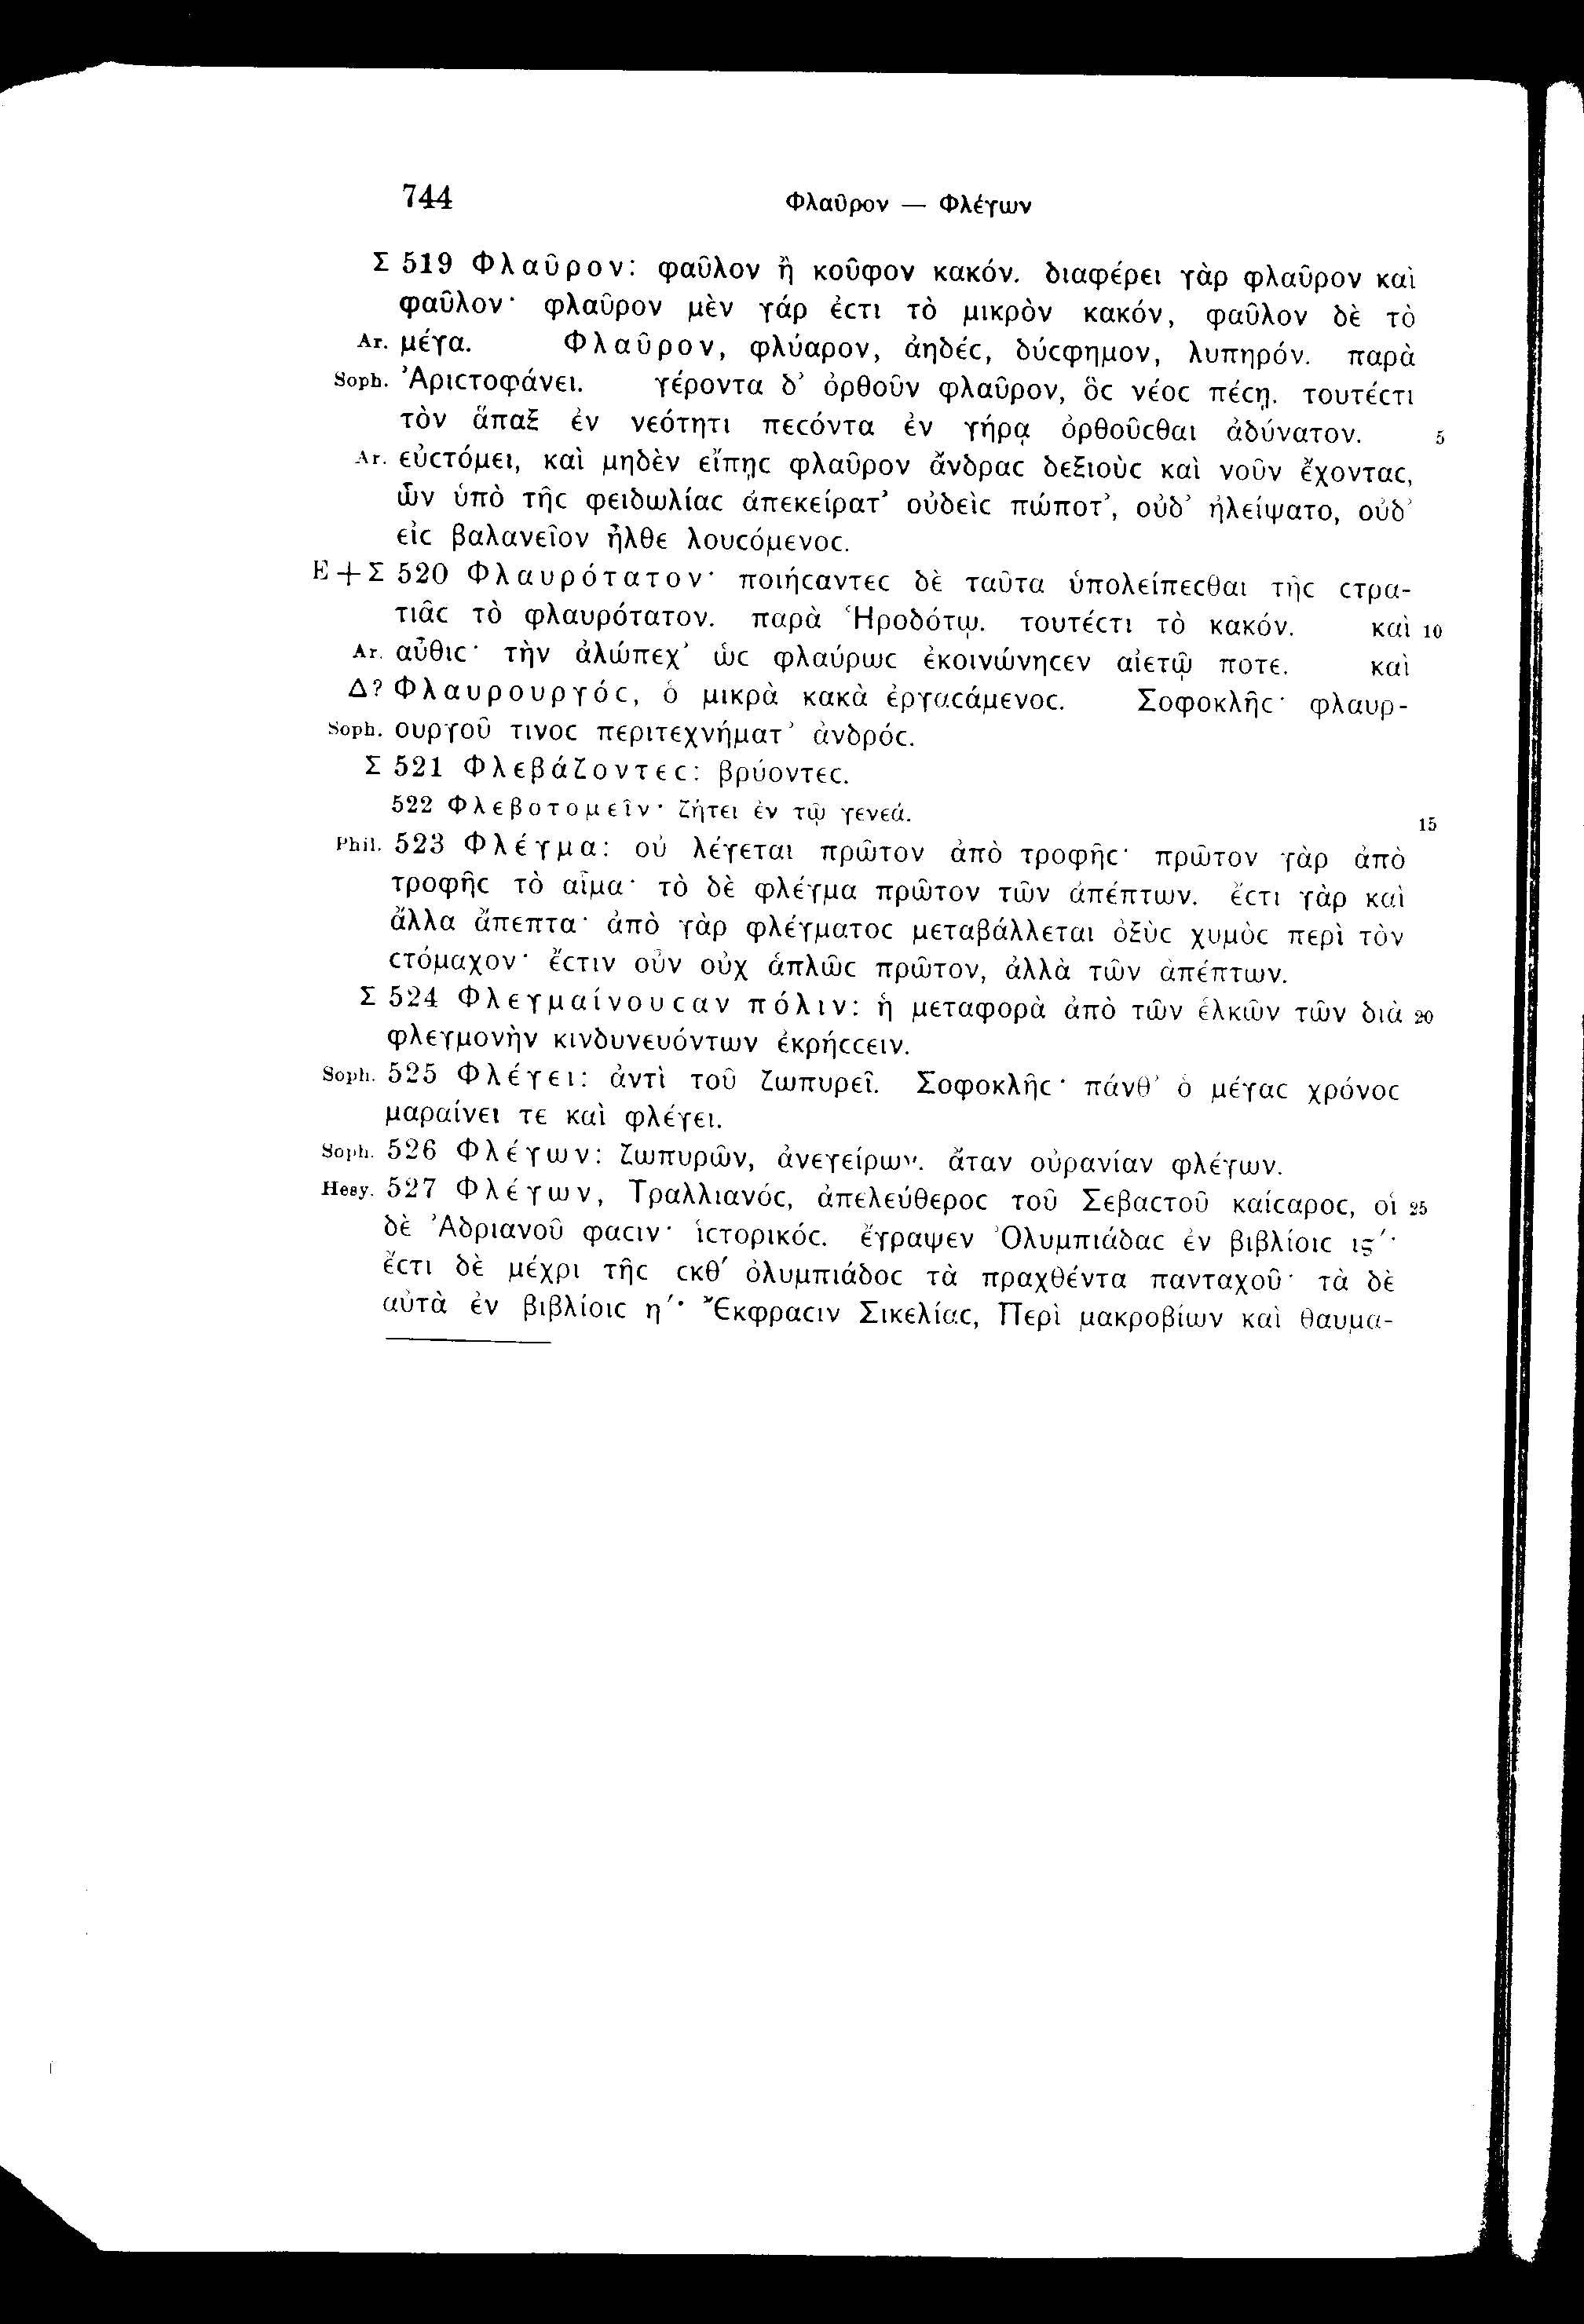 744 Φλαῦρον — Φλέγων
Σ 519 Φλαῦρον: φαῦλον ἢ κοῦφον κακόν. διαφέρει γὰρ φλαῦρον καὶ
φαῦλον· φλαῦρον μὲν γάρ ἐϲτι τὸ μικρὸν κακόν, φαῦλον δὲ τὸ
Ar. μέγα. Φλαῦρον, φλύαρον, ἀηδέϲ, δύϲφημον, λυπηρόν. παρὰ
Soph. Ἀριϲτοφάνει. γέροντα δ’ ὀρθοῦν φλαῦρον, ὃϲ νέοϲ πέϲῃ. τουτέϲτι
τὸν ἅπαξ ἐν νεότητι πεϲόντα ἐν γήρᾳ ὀρθοῦϲθαι ἀδύνατον. 5
Ar. εὐϲτόμει, καὶ μηδὲν εἴπῃϲ φλαῦρον ἄνδραϲ δεξιοὺϲ καὶ νοῦν ἔχονταϲ,
ὧν ὑπὸ τῆϲ φειδωλίαϲ ἀπεκείρατ’ οὐδεὶϲ πώποτ’, οὐδ’ ἠλείψατο, οὐδ’
εἰϲ βαλανεῖον ἦλθε λουϲόμενοϲ.
E+Σ 520 Φλαυρότατον· ποιήϲαντεϲ δὲ ταῦτα ὑπολείπεϲθαι τῆϲ ϲτρα-
τιᾶϲ τὸ φλαυρότατον. παρὰ Ἡροδότῳ. τουτέϲτι τὸ κακόν. καὶ 10
Ar. αὖθιϲ· τὴν ἀλώπεχ’ ὡϲ φλαύρωϲ ἐκοινώνηϲεν αἰετῷ ποτε. καὶ
Δ? Φλαυρουργόϲ, ὁ μικρὰ κακὰ ἐργαϲάμενοϲ. Σοφοκλῆϲ· φλαυρ-
Soph. ουργοῦ τινοϲ περιτεχνήματ’ ἀνδρόϲ.
Σ 521 Φλεβάζοντεϲ: βρύοντεϲ.
522 Φλεβοτομεῖν· ζήτει ἐν τῷ γενεά. 15
Phil. 523 Φλέγμα: οὐ λέγεται πρῶτον ἀπὸ τροφῆϲ· πρῶτον γὰρ ἀπὸ
τροφῆϲ τὸ αἷμα· τὸ δὲ φλέγμα πρῶτον τῶν ἀπέπτων. ἔϲτι γὰρ καὶ
ἄλλα ἄπεπτα· ἀπὸ γὰρ φλέγματοϲ μεταβάλλεται ὀξὺϲ χυμὸϲ περὶ τὸν
ϲτόμαχον· ἔϲτιν οὖν οὐχ ἁπλῶϲ πρῶτον, ἀλλὰ τῶν ἀπέπτων.
Σ 524 Φλεγμαίνουϲαν πόλιν: ἡ μεταφορὰ ἀπὸ τῶν ἑλκῶν τῶν διὰ 20
φλεγμονὴν κινδυνευόντων ἐκρήϲϲειν.
Soph. 525 Φλέγει: ἀντὶ τοῦ ζωπυρεῖ. Σοφοκλῆϲ· πάνθ’ ὁ μέγαϲ χρόνοϲ
μαραίνει τε καὶ φλέγει.
Soph. 526 Φλέγων: ζωπυρῶν, ἀνεγείρων. ἄταν οὐρανίαν φλέγων.
Hesy. 527 Φλέγων, Τραλλιανόϲ, ἀπελεύθεροϲ τοῦ Σεβαϲτοῦ καίϲαροϲ, οἱ 25
δὲ Ἀδριανοῦ φαϲιν· ἱϲτορικόϲ. ἔγραψεν Ὀλυμπιάδαϲ ἐν βιβλίοιϲ ιϛʹ·
ἔϲτι δὲ μέχρι τῆϲ ϲκθʹ ὀλυμπιάδοϲ τὰ πραχθέντα πανταχοῦ· τὰ δὲ
αὐτὰ ἐν βιβλίοιϲ ηʹ· Ἔκφραϲιν Σικελίαϲ, Περὶ μακροβίων καὶ θαυμα-